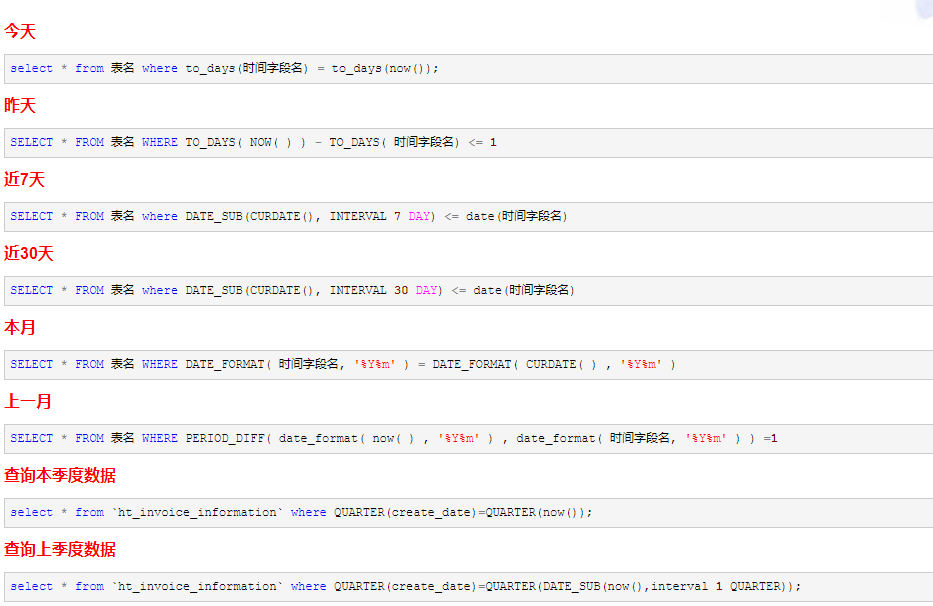 今天
select * from 表名 where to_days(时间字段名) = to_days(now());
昨天
SELECT * FROM 表名 WHERE TO_DAYS( NOW( ) ) - TO_DAYS( 时间字段名) <= 1
近7天
SELECT * FROM 表名 where DATE_SUB(CURDATE(), INTERVAL 7 DAY) <= date(时间字段名)
近30天
SELECT * FROM 表名 where DATE_SUB(CURDATE(), INTERVAL 30 DAY) <= date(时间字段名)
本月
SELECT * FROM 表名 WHERE DATE_FORMAT( 时间字段名, '%Y%m' ) = DATE_FORMAT( CURDATE( ) , '%Y%m' )
上一月
SELECT * FROM 表名 WHERE PERIOD_DIFF( date_format( now( ) , '%Y%m' ) , date_format( 时间字段名, '%Y%m' ) ) =1
查询本季度数据
select * from `ht_invoice_information` where QUARTER(create_date)=QUARTER(now());
查询上季度数据
select * from `ht_invoice_information` where QUARTER(create_date)=QUARTER(DATE_SUB(now(),interval 1 QUARTER));